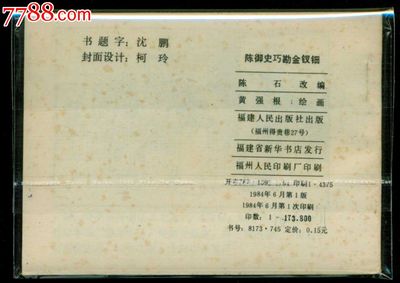 7788.com
书题字：沈鹏
封面设计：柯玲
陈御史巧勘金钗钿
陈石改编
黄强根：绘画
福建人民出版社出版
（福州得贵巷27号）
福建省新华书店发行
福州人民印刷厂印刷
1984年6月第1版
1984年6月第1次印刷
印数：1—173,800
书号：8173·745 定价：0.15元